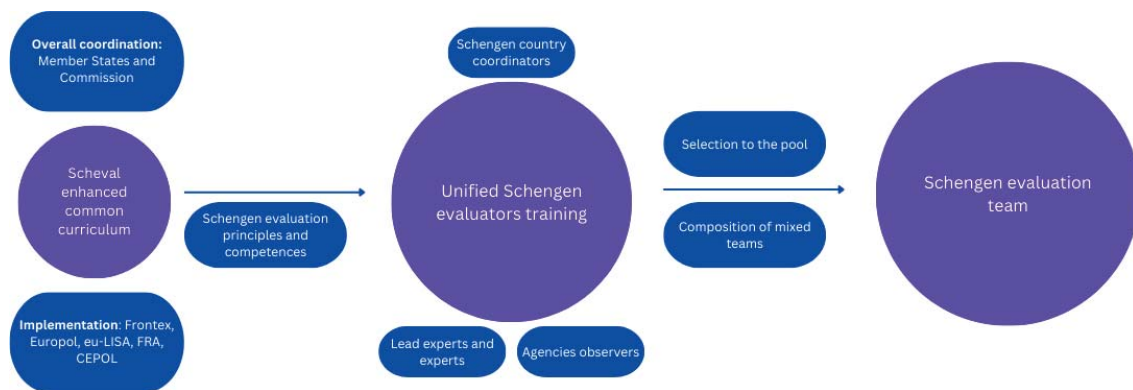 Overall coordination:
Member States and
Commission
Scheval
enhanced
common
curriculum
Implementation: Frontex,
Europol, eu-LISA, FRA,
CEPOL
Schengen evaluation
principles and
competences
Schengen country
coordinators
Unified Schengen
evaluators training
Lead experts and
experts
Agencies observers
Selection to the pool
Composition of mixed
teams
Schengen evaluation
team